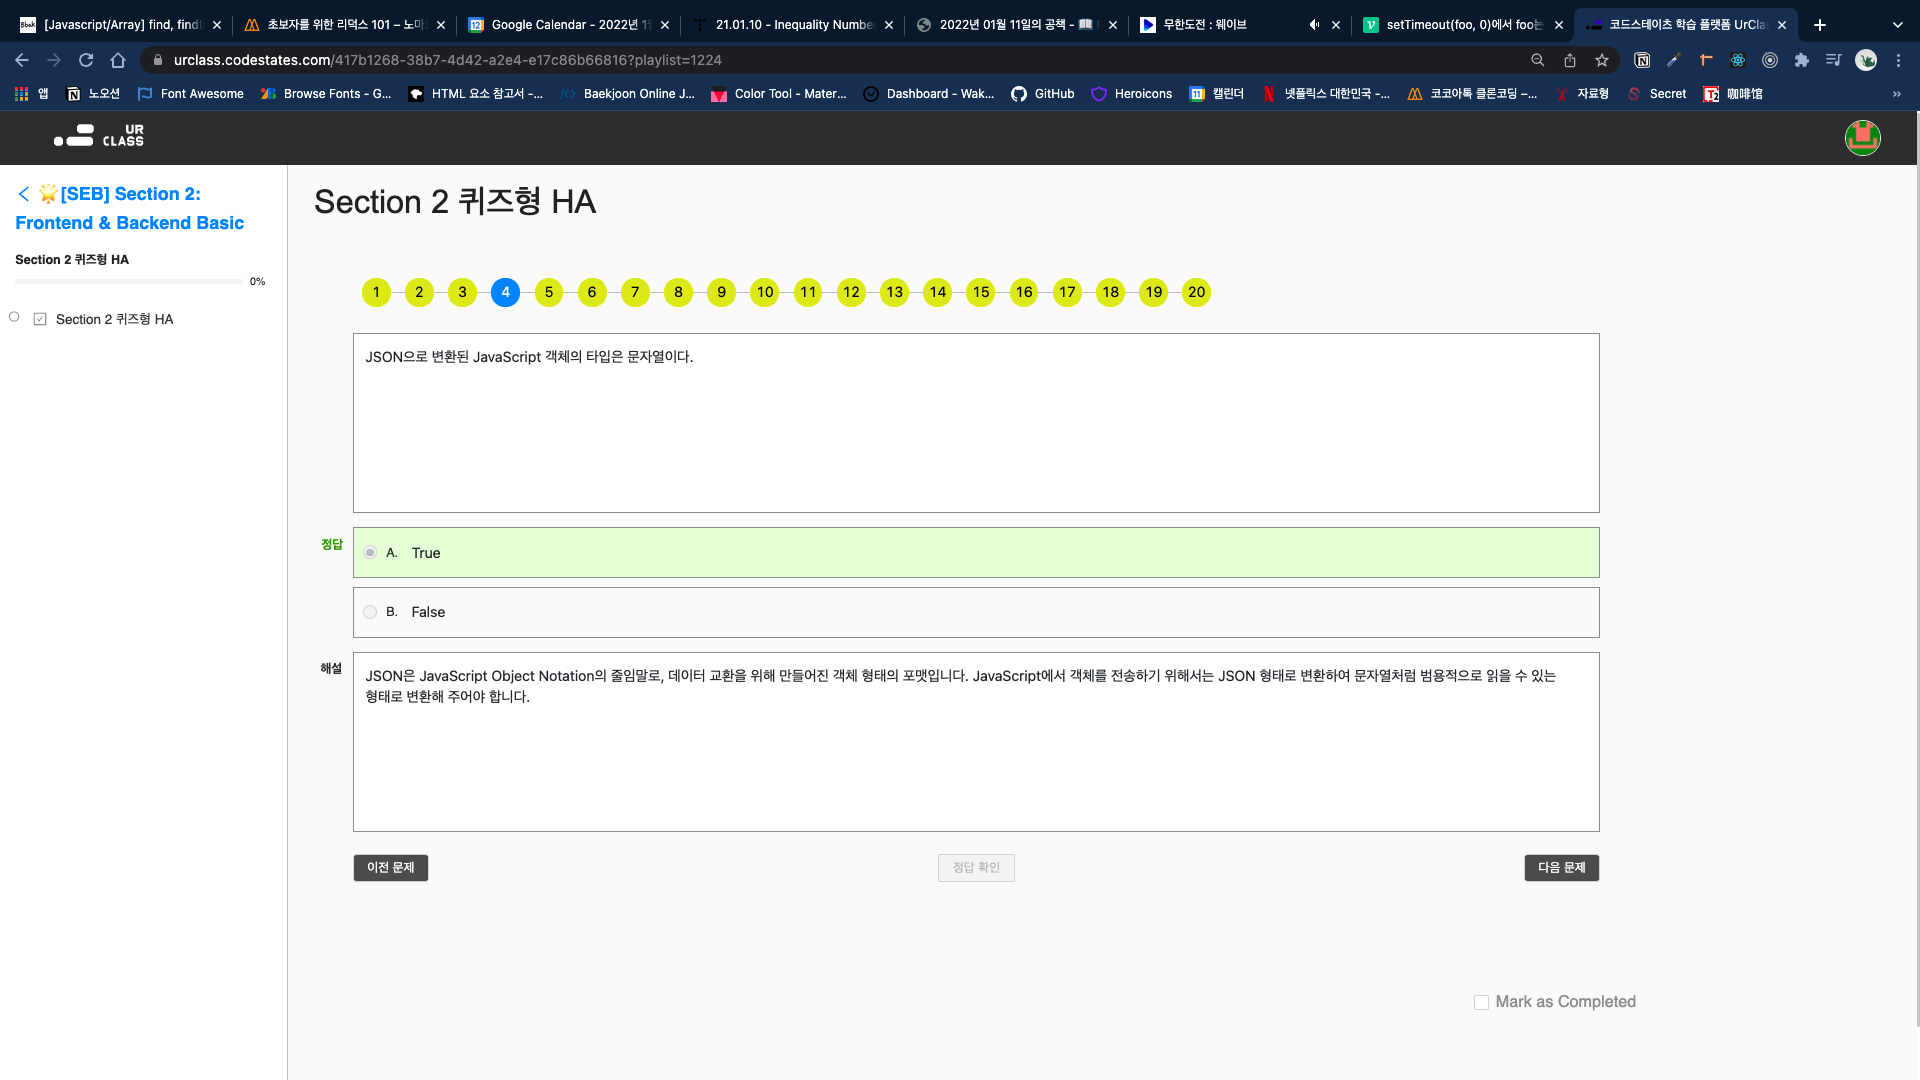 [Javascript/Array] find, find
초보자를 위한 리덕스 101 – 노마
Google Calendar - 2022년 1
21.01.10 - Inequality Number
2022년 01월 11일의 공책 - 📖
무한도전 : 웨이브
setTimeout(foo, 0)에서 foo는
코드스테이츠 학습 플랫폼 UrCla
urclass.codestates.com/417b1268-38b7-4d42-a2e4-e17c86b66816?playlist=1224
앱
노오션
Font Awesome
Browse Fonts - G...
HTML 요소 참고서 -...
Baekjoon Online J...
Color Tool - Mater...
Dashboard - Wak...
GitHub
Heroicons
캘린더
넷플릭스 대한민국 -...
코코아톡 클론코딩 –...
자료형
Secret
咖啡馆
UR
CLASS
🌟[SEB] Section 2:
Frontend & Backend Basic
Section 2 퀴즈형 HA
0%
Section 2 퀴즈형 HA
Section 2 퀴즈형 HA
1 2 3 4 5 6 7 8 9 10 11 12 13 14 15 16 17 18 19 20
JSON으로 변환된 JavaScript 객체의 타입은 문자열이다.
정답
A. True
B. False
해설
JSON은 JavaScript Object Notation의 줄임말로, 데이터 교환을 위해 만들어진 객체 형태의 포맷입니다. JavaScript에서 객체를 전송하기 위해서는 JSON 형태로 변환하여 문자열처럼 범용적으로 읽을 수 있는
형태로 변환해 주어야 합니다.
이전 문제
정답 확인
다음 문제
Mark as Completed